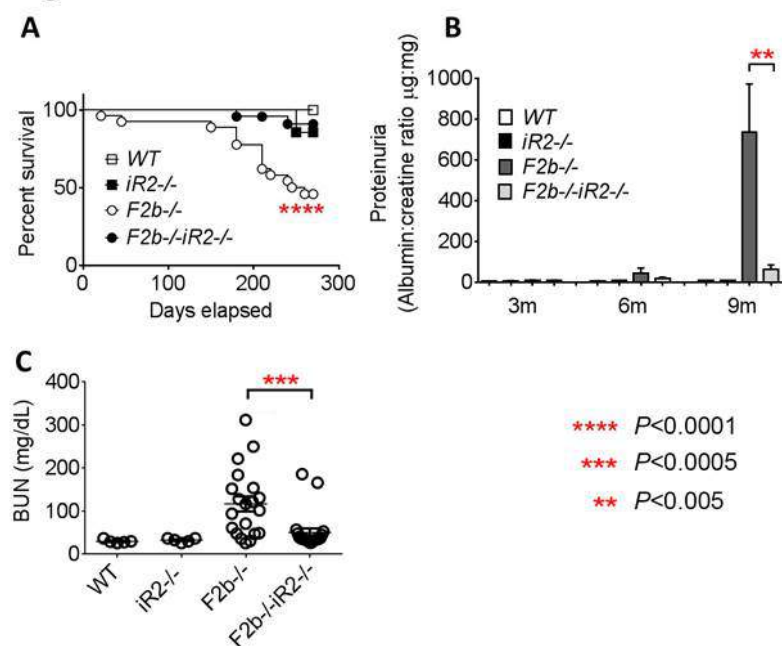 A
Percent survival
100
50
0
0
100
200
300
Days elapsed
WT
iR2-/-
F2b-/-
F2b-/-iR2-/-
****
B
Proteinuria
(Albumin:creatine ratio μg:mg)
1000
800
600
400
200
0
3m
6m
9m
WT
iR2-/-
F2b-/-
F2b-/-iR2-/-
**
C
BUN (mg/dL)
400
300
200
100
0
WT
iR2-/-
F2b-/-
F2b-/-iR2-/-
***
**** P<0.0001
*** P<0.0005
** P<0.005